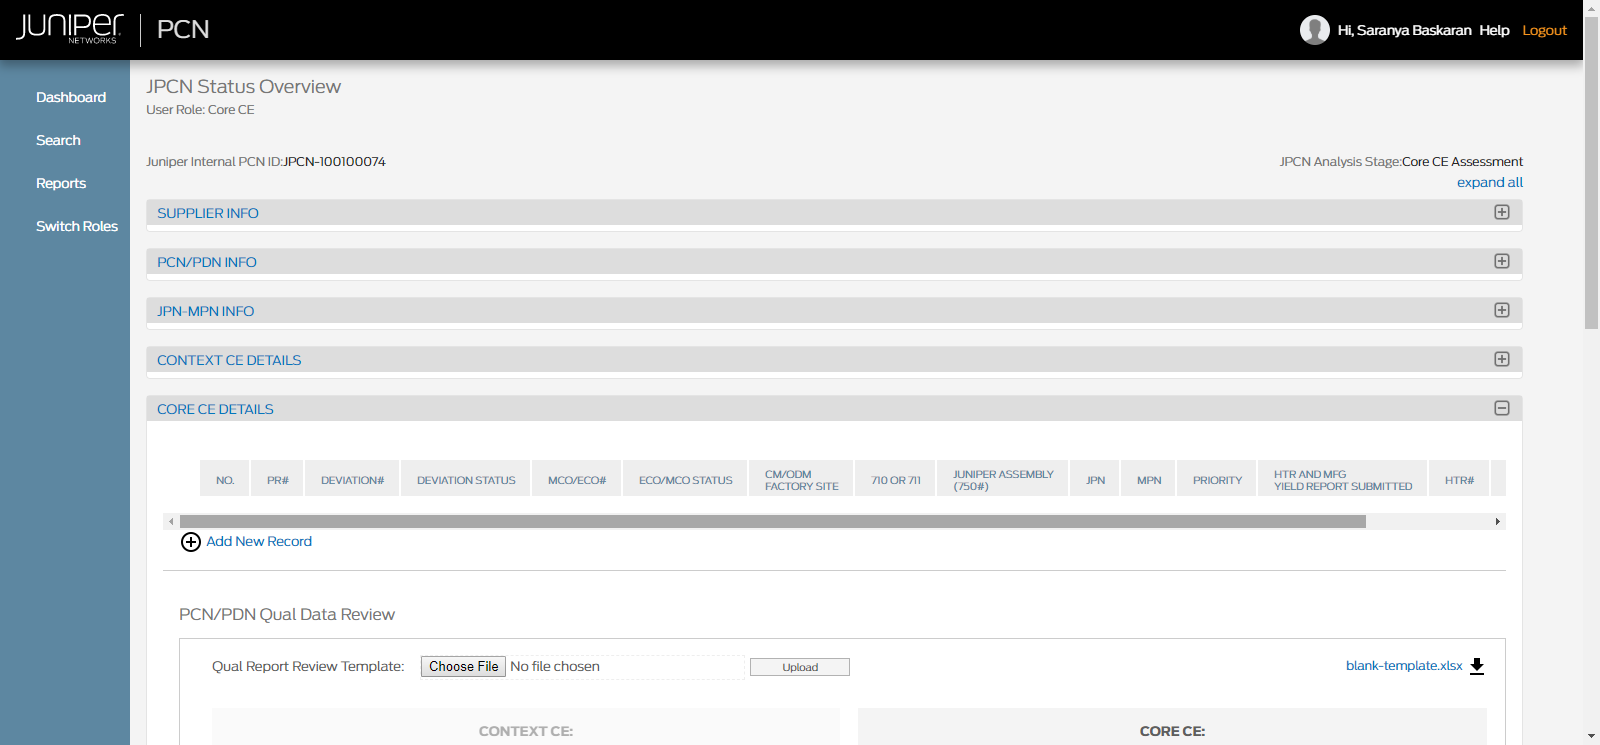 JUNIPER NETWORKS PCN
Hi, Saranya Baskaran Help Logout
Dashboard
Search
Reports
Switch Roles
JPCN Status Overview
User Role: Core CE
Juniper Internal PCN ID:JPCN-100100074
JPCN Analysis Stage:Core CE Assessment
expand all
SUPPLIER INFO
PCN/PDN INFO
JPN-MPN INFO
CONTEXT CE DETAILS
CORE CE DETAILS
NO. PR# DEVIATION# DEVIATION STATUS MCO/ECO# ECO/MCO STATUS CM/ODM FACTORY SITE 710 OR 711 JUNIPER ASSEMBLY (750#) JPN MPN PRIORITY HTR AND MFG YIELD REPORT SUBMITTED HTR#
Add New Record
PCN/PDN Qual Data Review
Qual Report Review Template: Choose File No file chosen Upload blank-template.xlsx
CONTEXT CE: CORE CE: